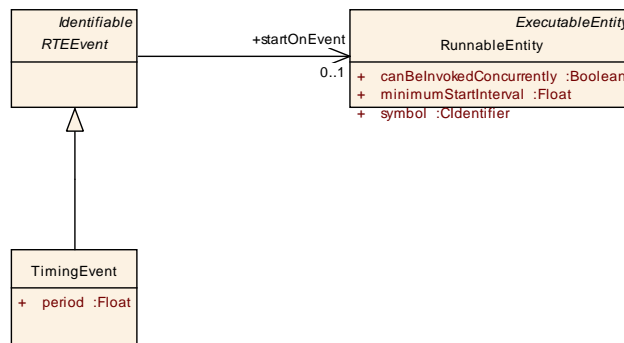 Identifiable
RTEEvent
+startOnEvent
0..1
ExecutableEntity
RunnableEntity
+ canBeInvokedConcurrently :Boolean
+ minimumStartInterval :Float
+ symbol :CIdentifier
TimingEvent
+ period :Float